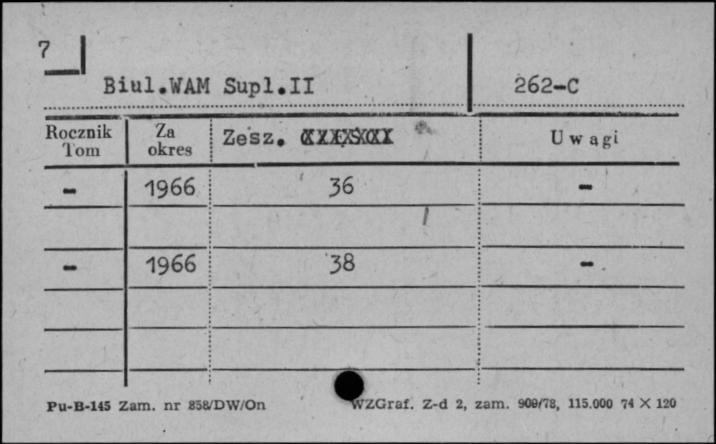 7
Biul.WAM Supl.II 262-C
Rocznik Tom Za okres Zesz. Uwagi
- 1966 36 -
- 1966 38 -
Pu-B-145 Zam. nr 858/DW/On WZGraf. Z-d 2, zam. 909/78, 115.000 74 X 120